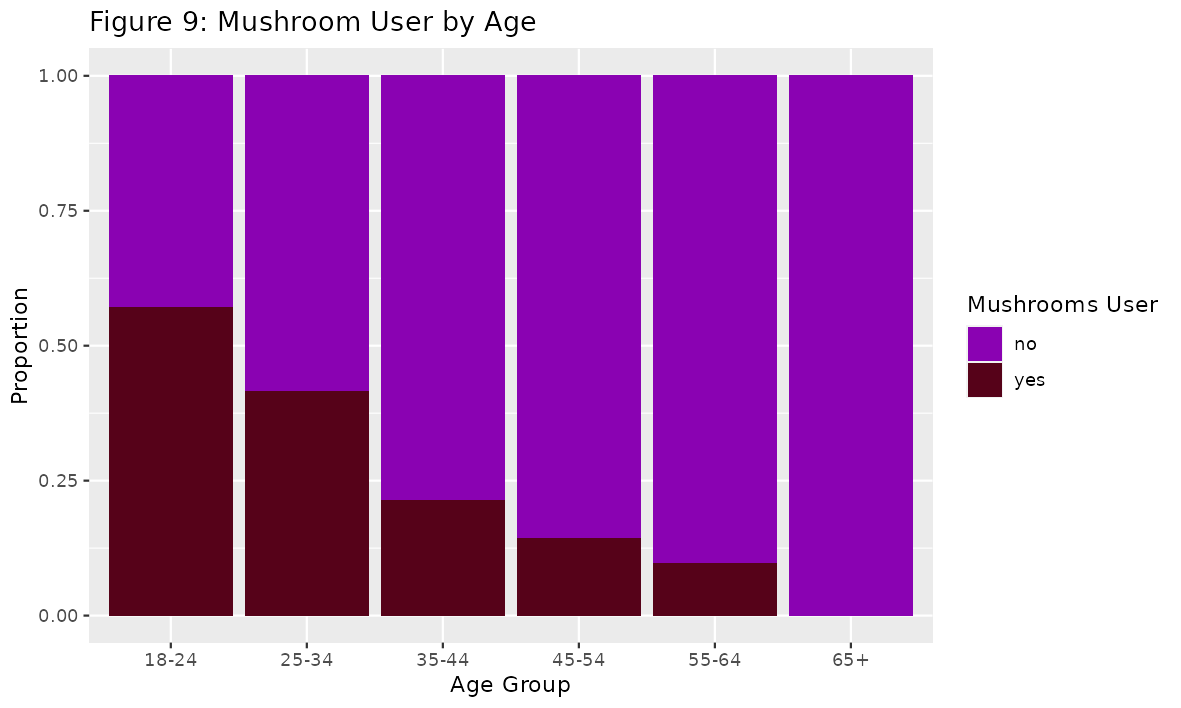 Figure 9: Mushroom User by Age
1.00
0.75
0.50
0.25
0.00
Proportion
18-24 25-34 35-44 45-54 55-64 65+
Age Group
Mushrooms User
no
yes